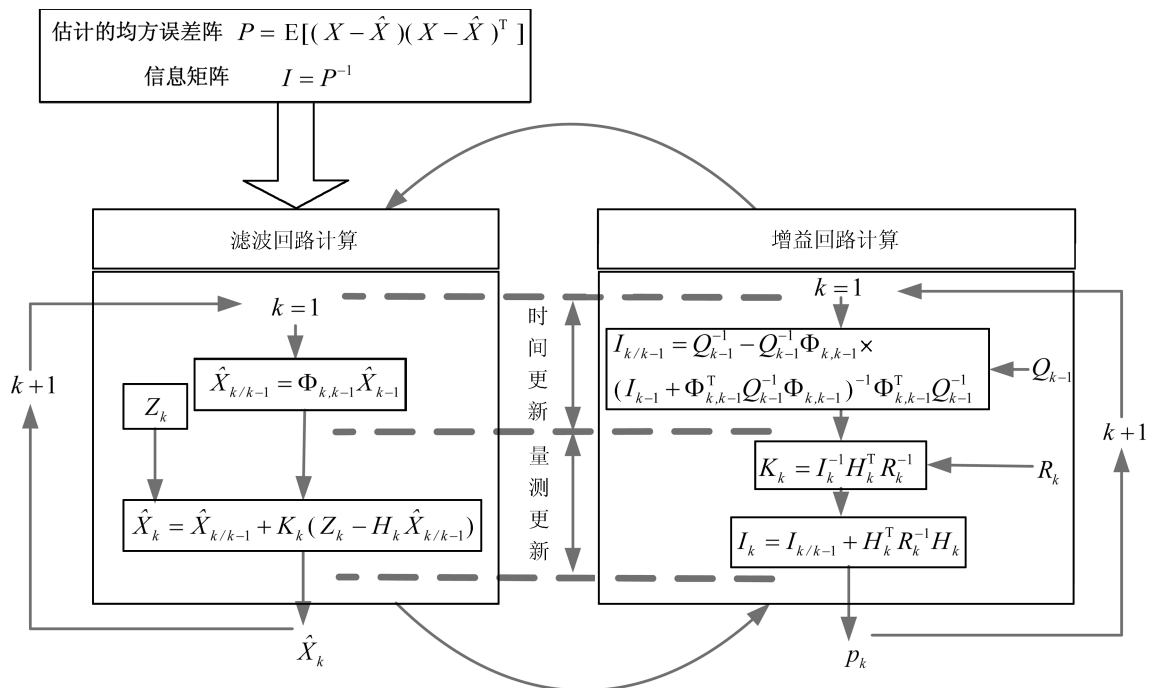 估计的均方误差阵 P = E[( X − X̂ )( X − X̂ )ᵀ ]
信息矩阵 I = P⁻¹
滤波回路计算
k = 1
X̂_{k/k−1} = Φ_{k,k−1} X̂_{k−1}
Z_k
X̂_k = X̂_{k/k−1} + K_k ( Z_k − H_k X̂_{k/k−1} )
X̂_k
k + 1
时间更新
量测更新
增益回路计算
k = 1
I_{k/k−1} = Q_{k−1}^{−1} − Q_{k−1}^{−1} Φ_{k,k−1} ×
(I_{k−1} + Φ_{k,k−1}^{T} Q_{k−1}^{−1} Φ_{k,k−1} )^{−1} Φ_{k,k−1}^{T} Q_{k−1}^{−1}
Q_{k−1}
K_k = I_k^{−1} H_k^{T} R_k^{−1}
R_k
I_k = I_{k/k−1} + H_k^{T} R_k^{−1} H_k
p_k
k + 1